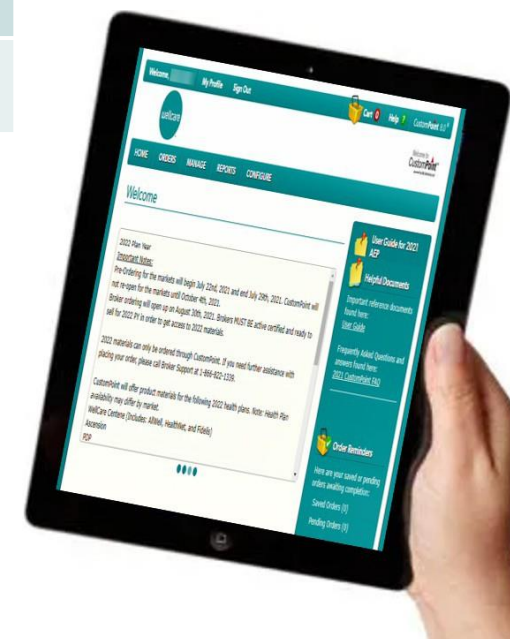 Welcome,
My Profile
Sign Out
Cart 0
Help ?
CustomPoint 8.0
wellcare
Welcome to
CustomPoint
HOME ORDERS MANAGE REPORTS CONFIGURE
Welcome
2022 Plan Year
Important Notes:
Pre-Ordering for the markets will begin July 22nd, 2021 and end July 29th, 2021. CustomPoint will
not re-open for the markets until October 4th, 2021.
Broker ordering will open up on August 30th, 2021. Brokers MUST BE active certified and ready to
sell for 2022 PY in order to get access to 2022 materials.
2022 materials can only be ordered through CustomPoint. If you need further assistance with
placing your order, please call Broker Support at 1-866-822-1339.
CustomPoint will offer product materials for the following 2022 health plans. Note: Health Plan
availability may differ by market.
WellCare Centene (Includes: AllWell, HealthNet, and Fidelis)
Ascension
PDP
User Guide for 2021
AEP
Helpful Documents
Important reference documents
found here:
User Guide
Frequently Asked Questions and
answers found here:
2021 CustomPoint FAQ
Order Reminders
Here are your saved or pending
orders awaiting completion:
Saved Orders (0)
Pending Orders (0)